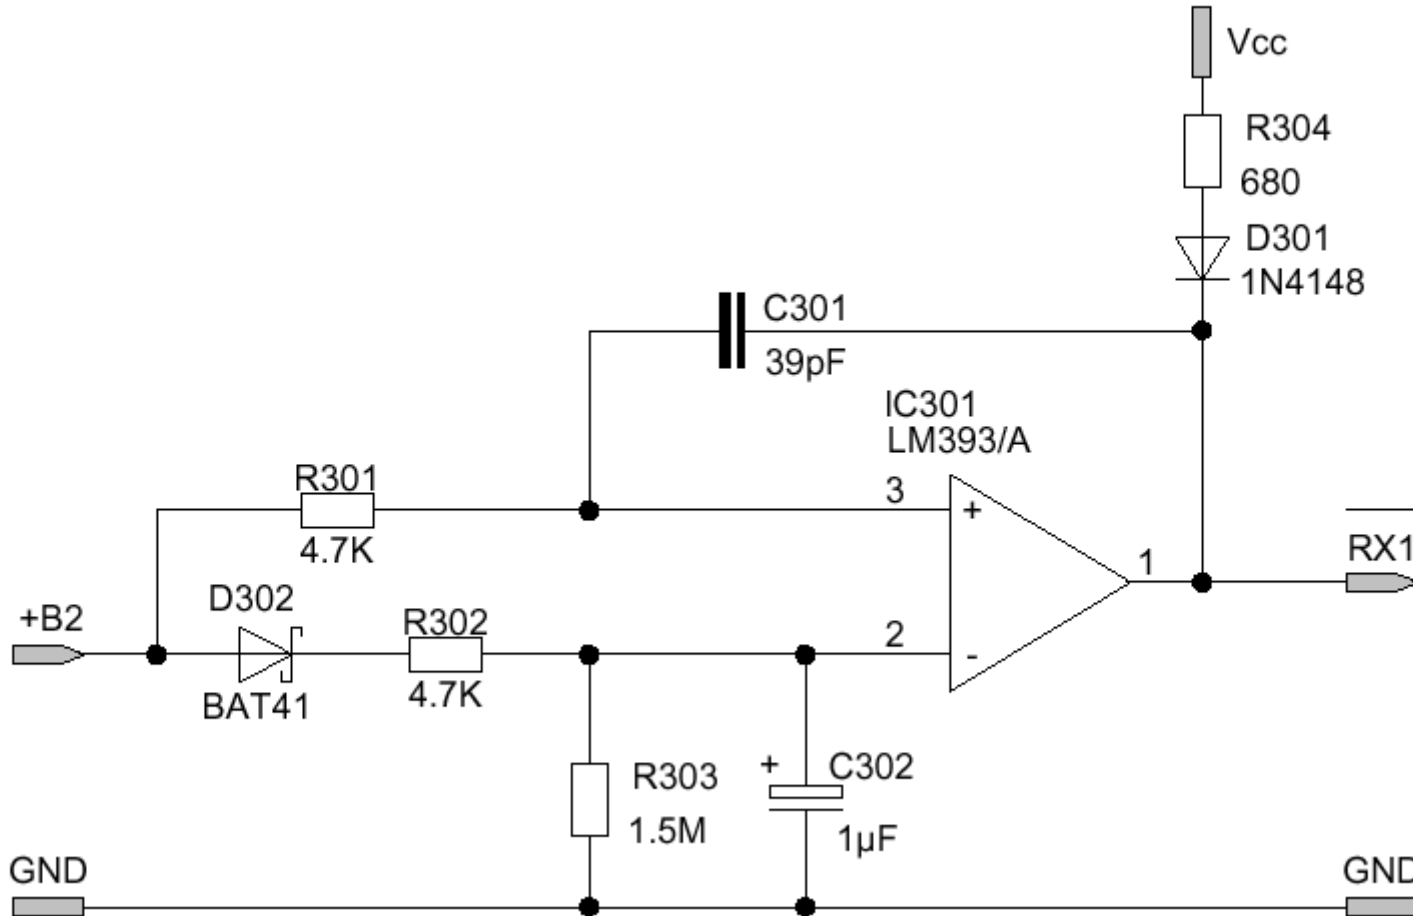 Vcc
R304
680
D301
1N4148
C301
39pF
IC301
LM393/A
R301
3
+
4.7K
1
RX1
D302
+B2
R302
2
-
BAT41
4.7K
+
C302
R303
1.5M
1µF
GND
GND